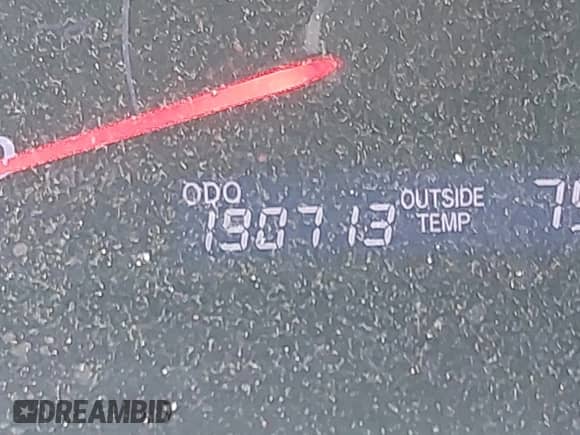 ODO
190713
OUTSIDE
TEMP
DREAMBID